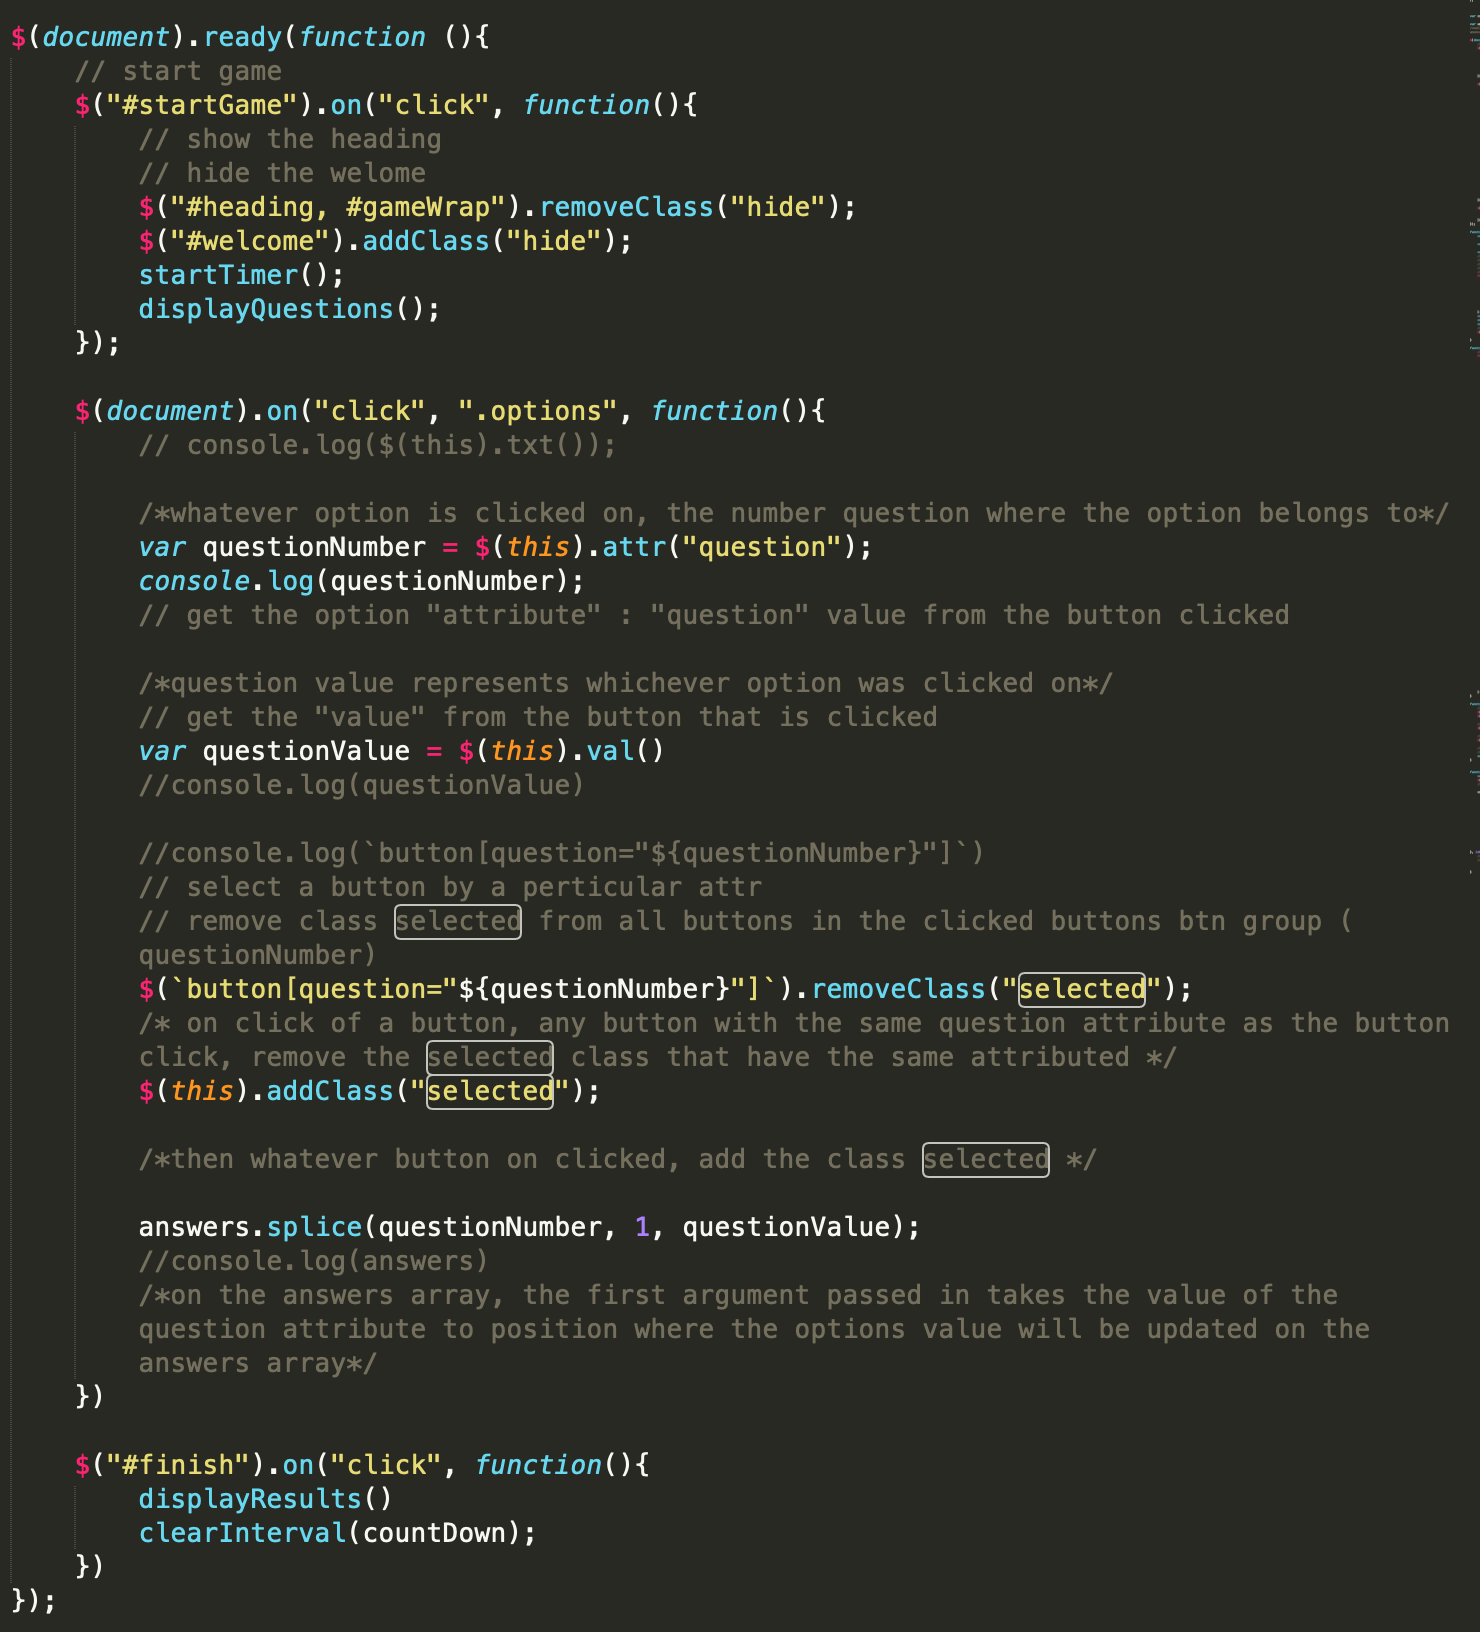 $(document).ready(function (){
// start game
$("#startGame").on("click", function(){
// show the heading
// hide the welome
$("#heading, #gameWrap").removeClass("hide");
$("#welcome").addClass("hide");
startTimer();
displayQuestions();
});
$(document).on("click", ".options", function(){
// console.log($(this).txt());
/*whatever option is clicked on, the number question where the option belongs to*/
var questionNumber = $(this).attr("question");
console.log(questionNumber);
// get the option "attribute" : "question" value from the button clicked
/*question value represents whichever option was clicked on*/
// get the "value" from the button that is clicked
var questionValue = $(this).val()
//console.log(questionValue)
//console.log(`button[question="${questionNumber}"]`)
// select a button by a perticular attr
// remove class selected from all buttons in the clicked buttons btn group (
questionNumber)
$(`button[question="${questionNumber}"]`).removeClass("selected");
/* on click of a button, any button with the same question attribute as the button
click, remove the selected class that have the same attributed */
$(this).addClass("selected");
/*then whatever button on clicked, add the class selected */
answers.splice(questionNumber, 1, questionValue);
//console.log(answers)
/*on the answers array, the first argument passed in takes the value of the
question attribute to position where the options value will be updated on the
answers array*/
})
$("#finish").on("click", function(){
displayResults()
clearInterval(countDown);
})
});